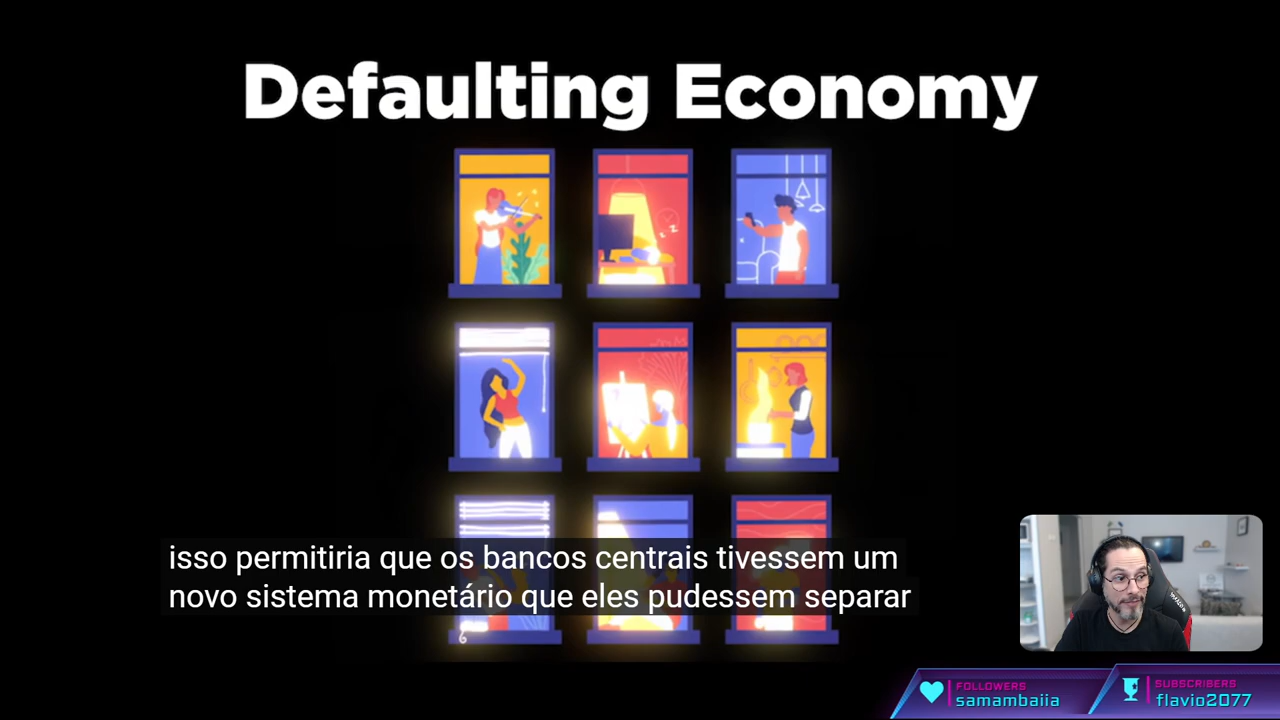 Defaulting Economy
isso permitiria que os bancos centrais tivessem um
novo sistema monetário que eles pudessem separar
FOLLOWERS
samambaiia
SUBSCRIBERS
flavio2077